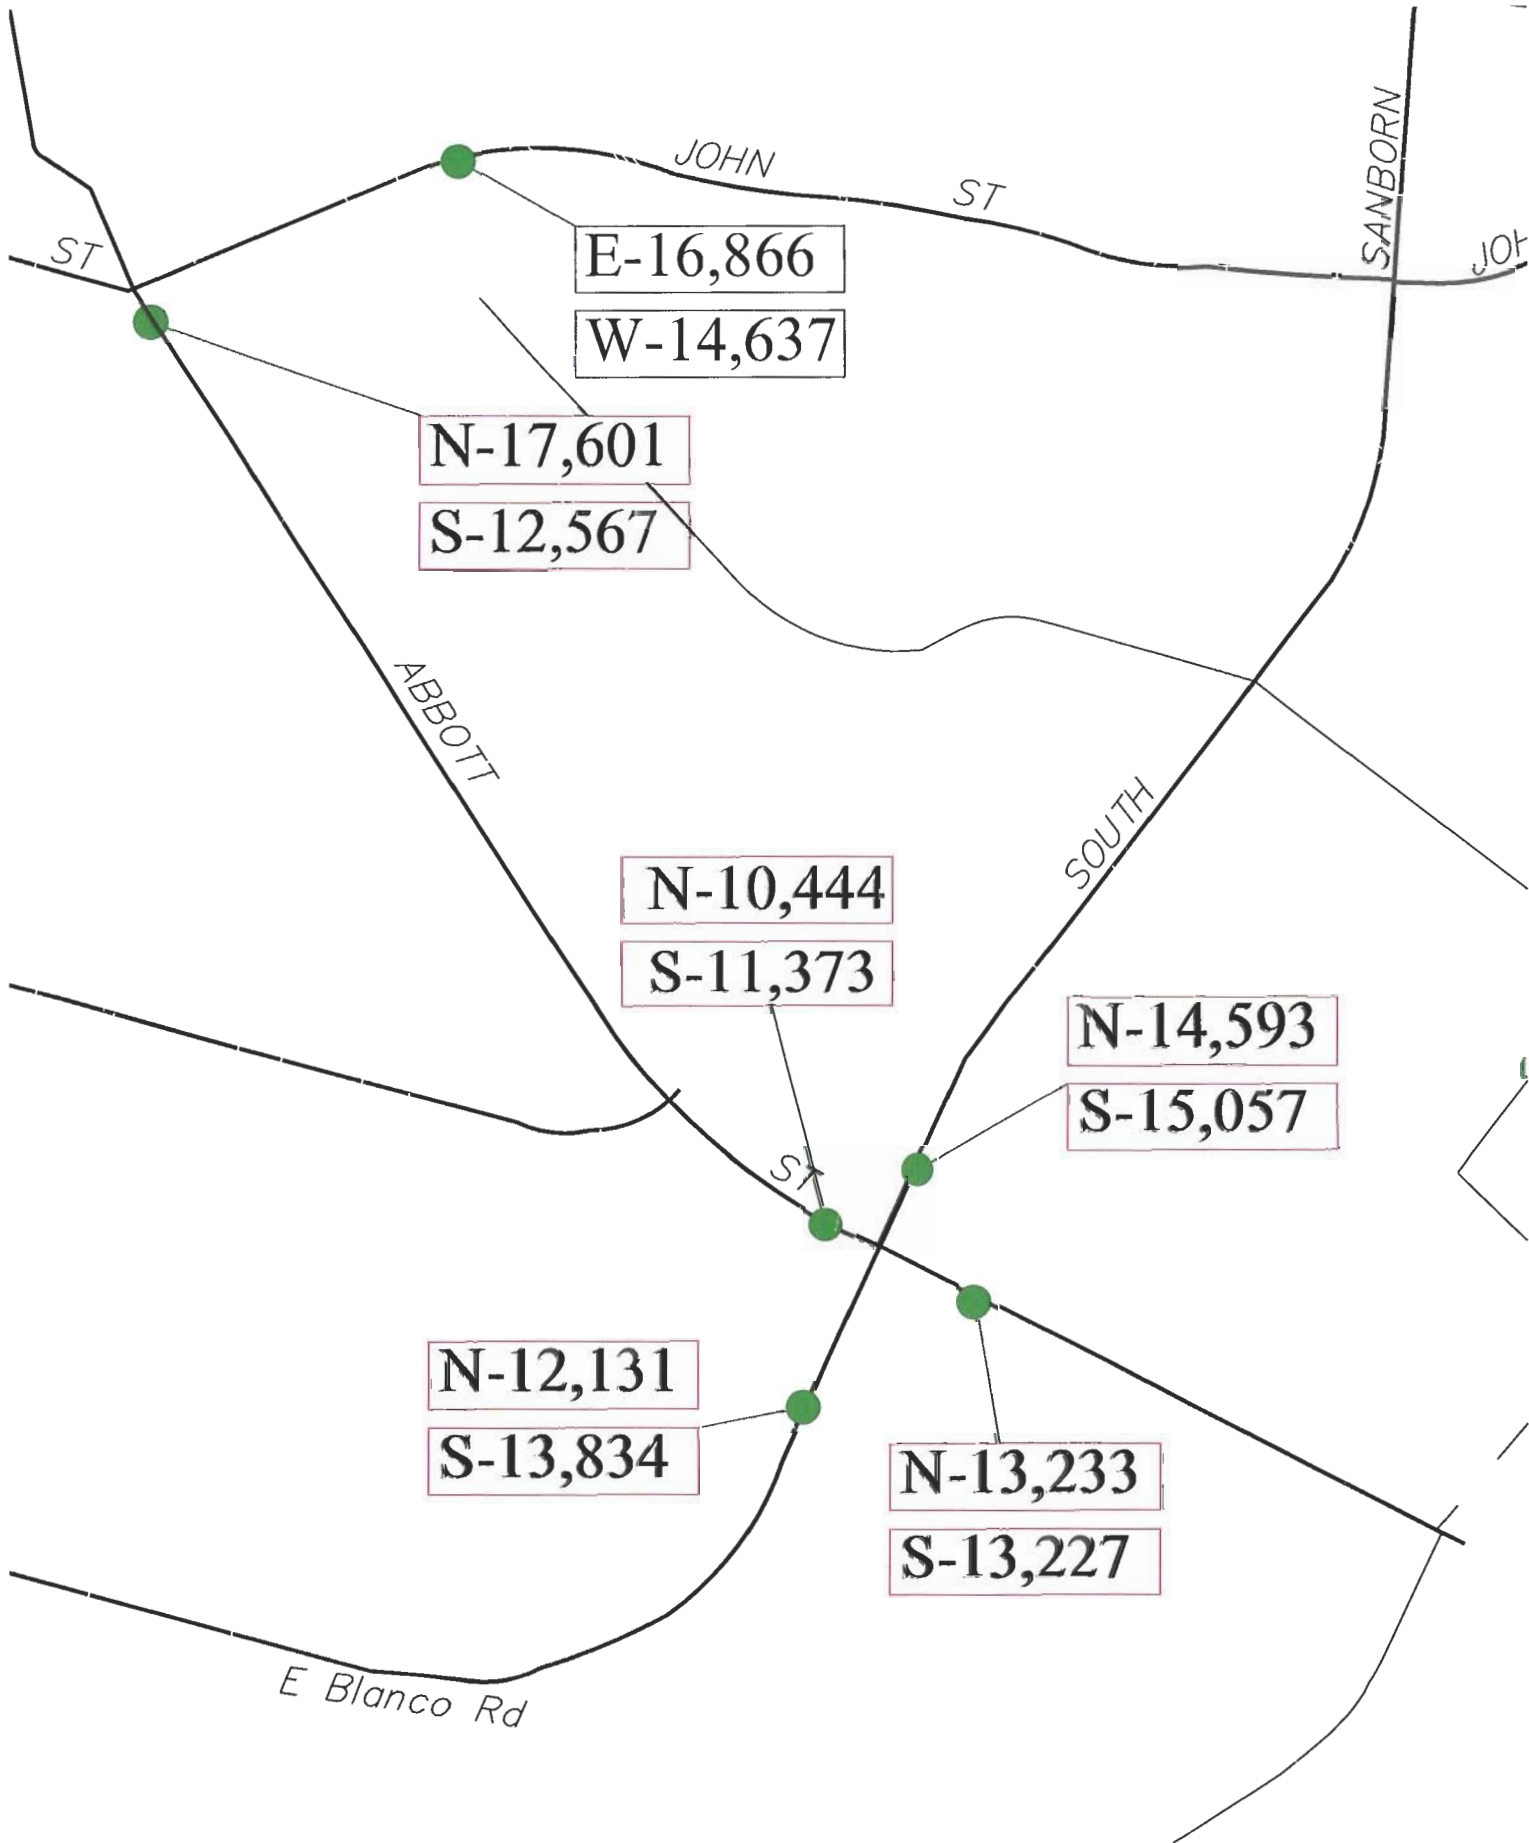 SANBORN
JOHN
ST
ST
E-16,866
W-14,637
N-17,601
S-12,567
ABBOTT
SOUTH
N-10,444
S-11,373
N-14,593
S-15,057
ST
N-12,131
S-13,834
N-13,233
S-13,227
E Blanco Rd